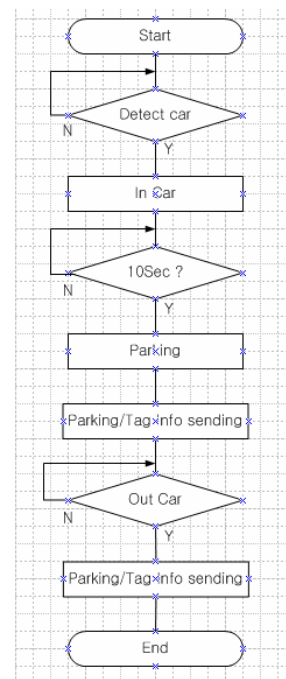 Start
Detect car
N
Y
In Car
10Sec ?
N
Y
Parking
Parking/Tag Info sending
Out Car
N
Y
Parking/Tag Info sending
End